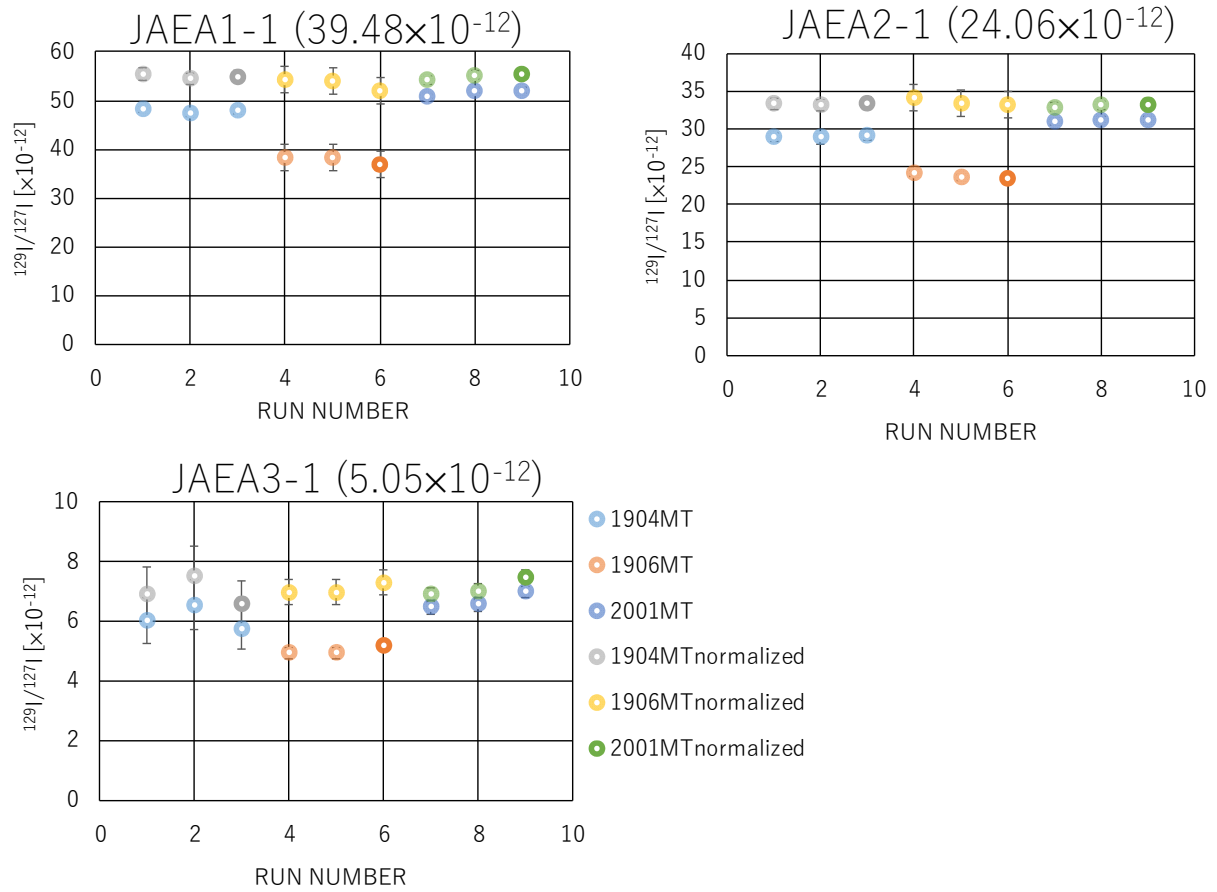 JAEA1-1 (39.48×10⁻¹²)
60
50
40
30
20
10
0
¹²⁹I/¹²⁷I [×10⁻¹²]
0 2 4 6 8 10
RUN NUMBER
JAEA2-1 (24.06×10⁻¹²)
40
35
30
25
20
15
10
5
0
¹²⁹I/¹²⁷I [×10⁻¹²]
0 2 4 6 8 10
RUN NUMBER
JAEA3-1 (5.05×10⁻¹²)
10
8
6
4
2
0
¹²⁹I/¹²⁷I [×10⁻¹²]
0 2 4 6 8 10
RUN NUMBER
1904MT
1906MT
2001MT
1904MTnormalized
1906MTnormalized
2001MTnormalized